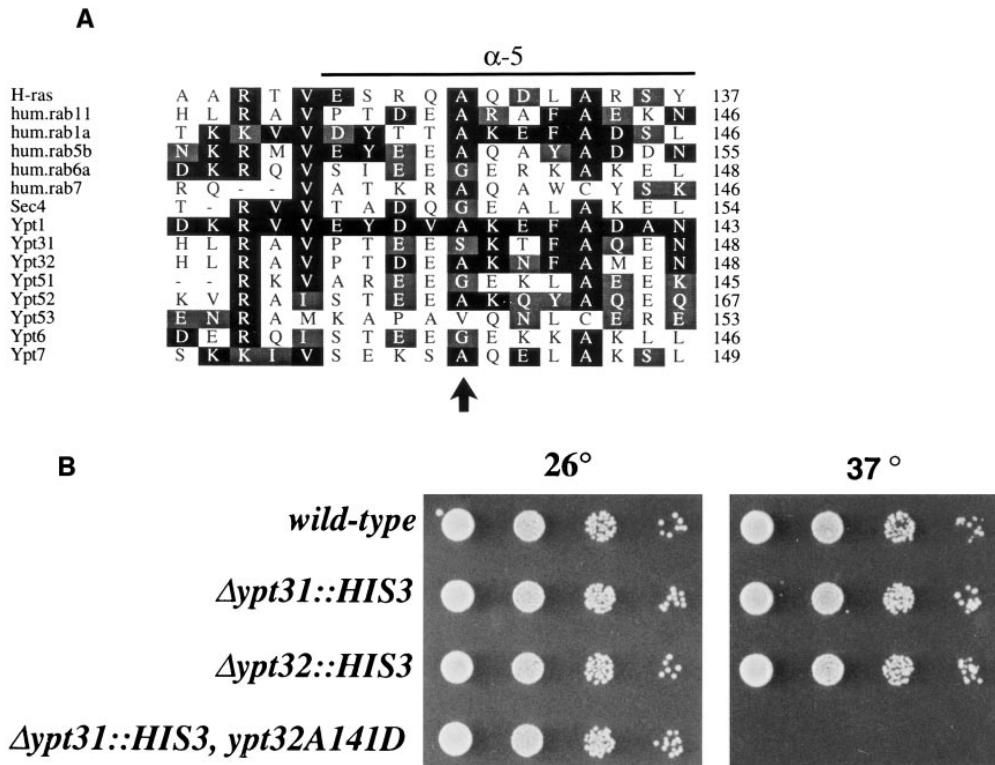 A
α-5
H-ras A A R T V E S R Q A Q D L A R S Y 137
hum.rab11 H L R A V P T D E A R A F A E K N 146
hum.rab1a T K K V V D Y T T A K E F A D S L 146
hum.rab5b N K R M V E Y E E A Q A Y A D D N 155
hum.rab6a D K R Q V S I E E G E R K A K E L 148
hum.rab7 R Q - - V A T K R A Q A W C Y S K 146
Sec4 T - R V V T A D Q G E A L A K E L 154
Ypt1 D K R V V E Y D V A K E F A D A N 143
Ypt31 H L R A V P T E E S K T F A Q E N 148
Ypt32 H L R A V P T D E A K N F A M E N 148
Ypt51 - - R K V A R E E G E K L A E E K 145
Ypt52 K V R A I S T E E A K Q Y A Q E Q 167
Ypt53 E N R A M K A P A V Q N L C E R E 153
Ypt6 D E R Q I S T E E G E K K A K L L 146
Ypt7 S K K I V S E K S A Q E L A K S L 149
B
26° 37 °
wild-type
Δypt31::HIS3
Δypt32::HIS3
Δypt31::HIS3, ypt32A141D